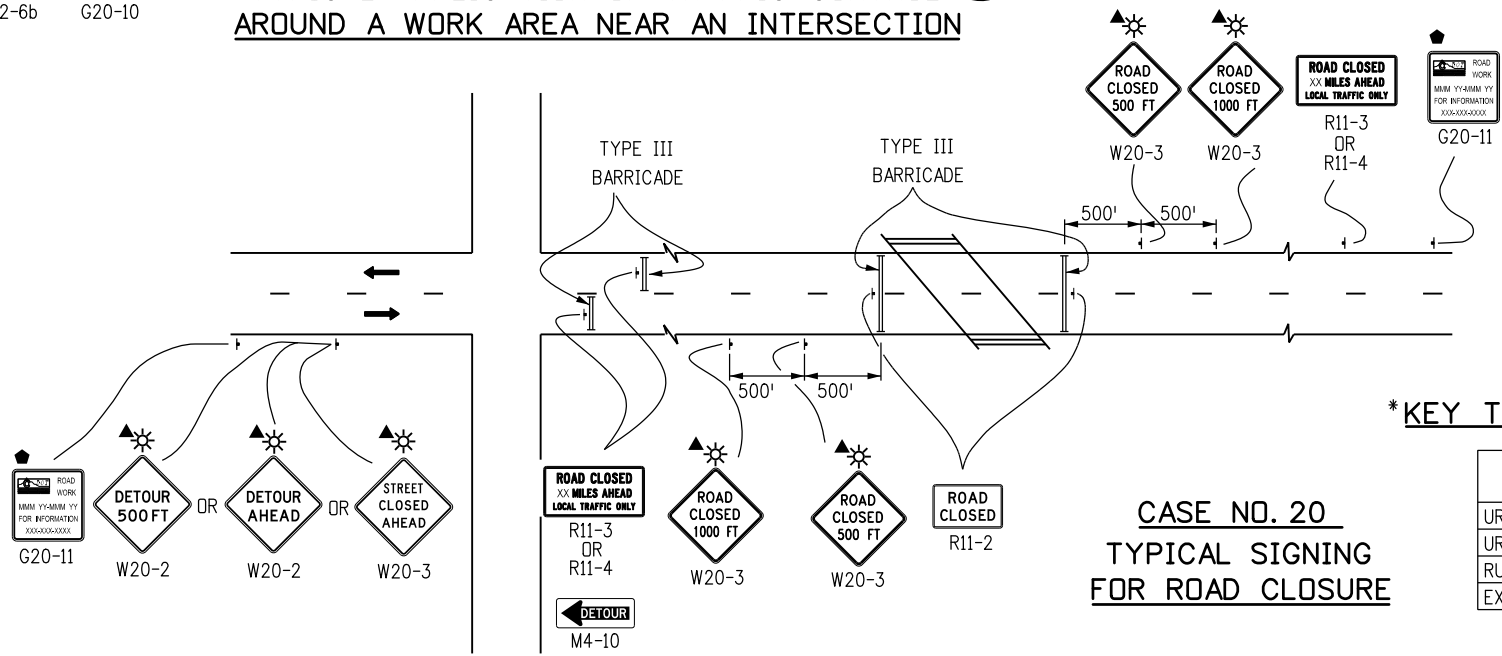 2-6b G20-10
AROUND A WORK AREA NEAR AN INTERSECTION
ROAD
CLOSED
500 FT
W20-3
ROAD
CLOSED
1000 FT
W20-3
ROAD CLOSED
XX MILES AHEAD
LOCAL TRAFFIC ONLY
R11-3
OR
R11-4
ROAD
WORK
MMM YY-MMM YY
FOR INFORMATION
XXX-XXX-XXXX
G20-11
TYPE III
BARRICADE
TYPE III
BARRICADE
500' 500'
500' 500'
ROAD
WORK
MMM YY-MMM YY
FOR INFORMATION
XXX-XXX-XXXX
G20-11
DETOUR
500 FT
W20-2
OR
DETOUR
AHEAD
W20-2
OR
STREET
CLOSED
AHEAD
W20-3
ROAD CLOSED
XX MILES AHEAD
LOCAL TRAFFIC ONLY
R11-3
OR
R11-4
DETOUR
M4-10
ROAD
CLOSED
1000 FT
W20-3
ROAD
CLOSED
500 FT
W20-3
ROAD
CLOSED
R11-2
CASE NO. 20
TYPICAL SIGNING
FOR ROAD CLOSURE
*KEY T
UR
UR
RU
EX